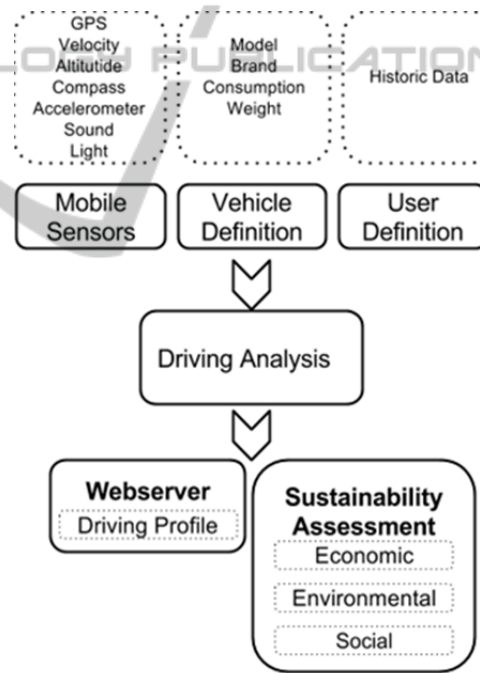 GPS
Velocity
Altitutide
Compass
Accelerometer
Sound
Light
Model
Brand
Consumption
Weight
Historic Data
Mobile
Sensors
Vehicle
Definition
User
Definition
Driving Analysis
Webserver
Driving Profile
Sustainability
Assessment
Economic
Environmental
Social